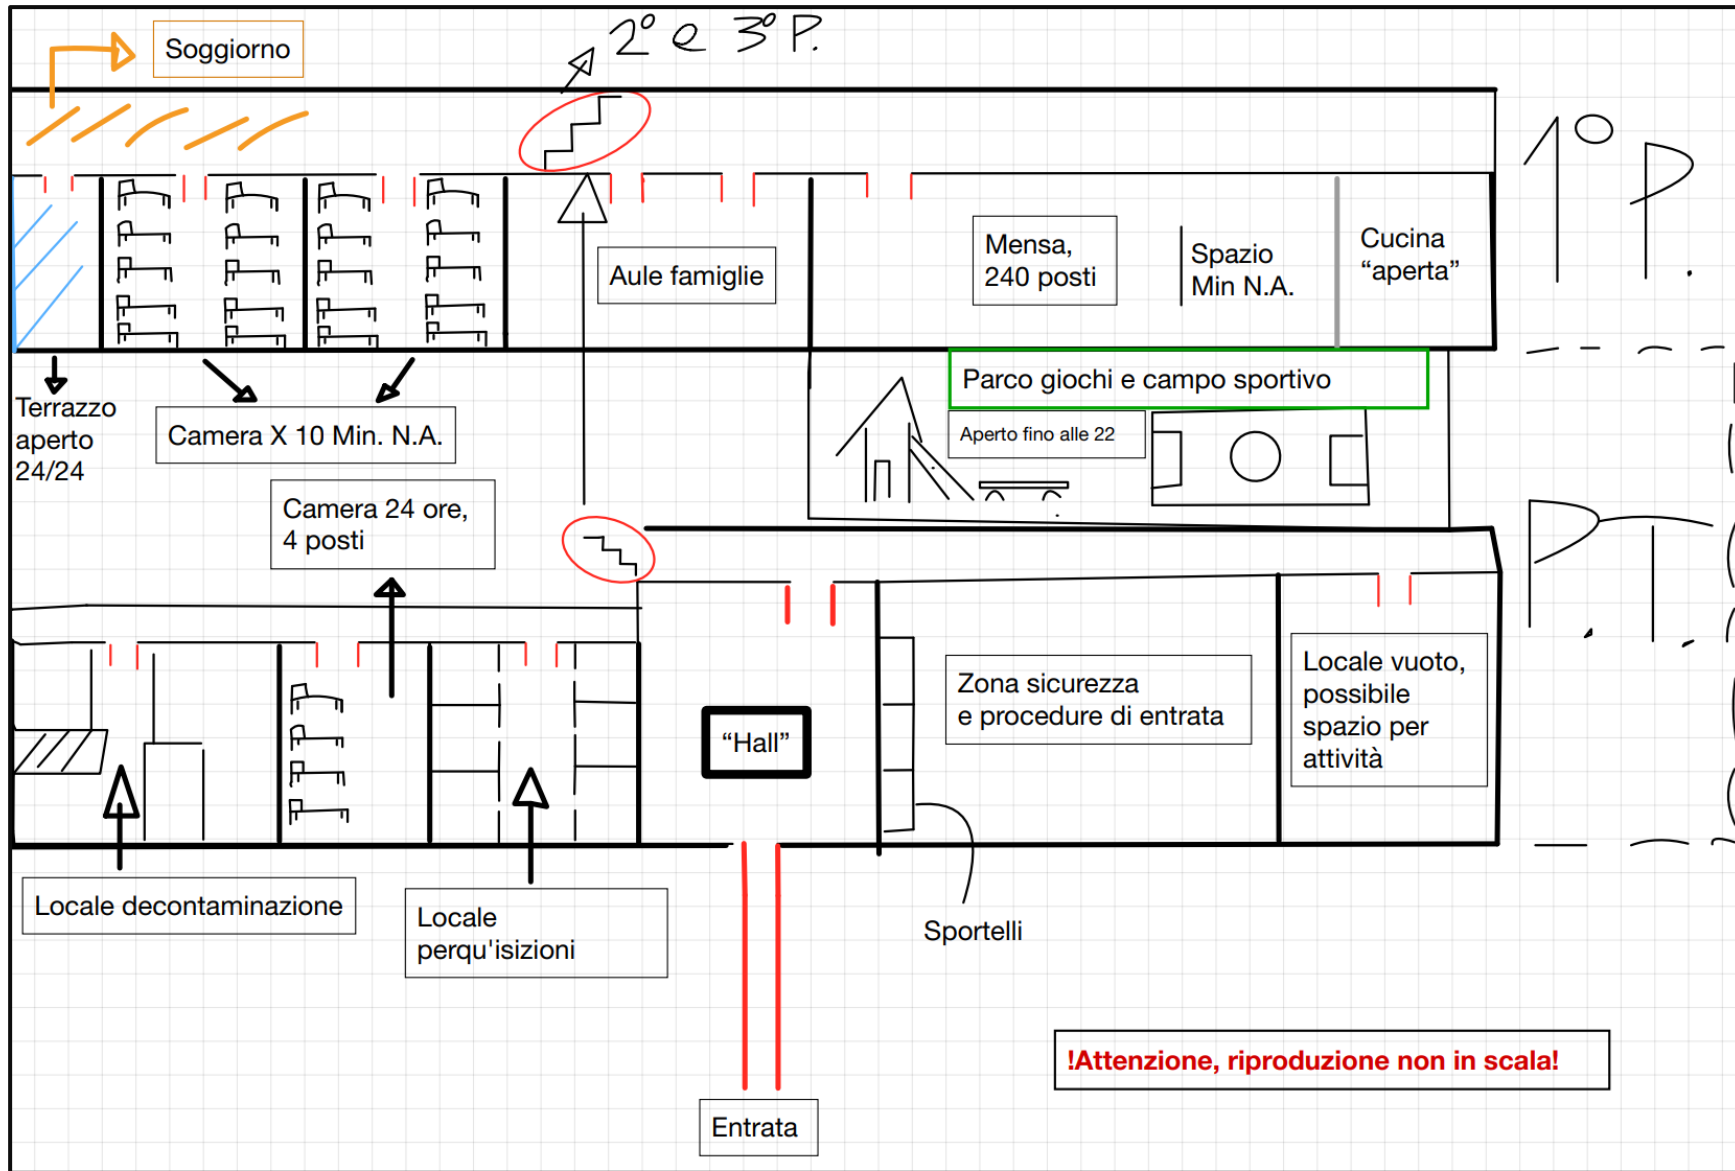 2° e 3° P.
Soggiorno
1° P.
Aule famiglie
Mensa,
240 posti
Spazio
Min N.A.
Cucina
“aperta”
Terrazzo
aperto
24/24
Camera X 10 Min. N.A.
Parco giochi e campo sportivo
Aperto fino alle 22
Camera 24 ore,
4 posti
P.T.
“Hall”
Zona sicurezza
e procedure di entrata
Locale vuoto,
possibile
spazio per
attività
Locale decontaminazione
Locale
perqu'isizioni
Sportelli
!Attenzione, riproduzione non in scala!
Entrata